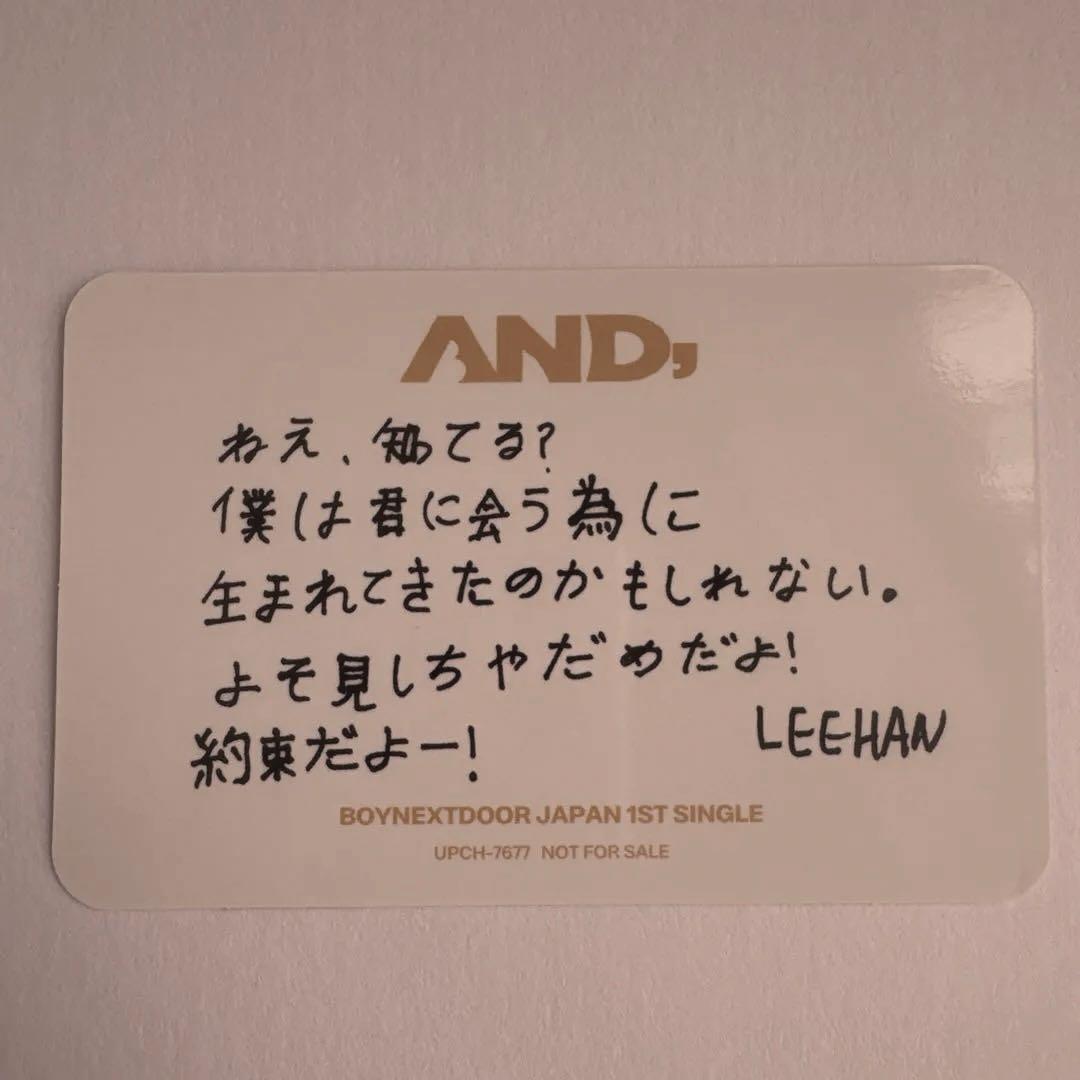 AND,
ねえ、知てる?
僕は君に会う為に
生まれてきたのかもしれない。
よそ見しちゃだめだよ!
約束だよー!
LEEHAN
BOYNEXTDOOR JAPAN 1ST SINGLE
UPCH-7677 NOT FOR SALE